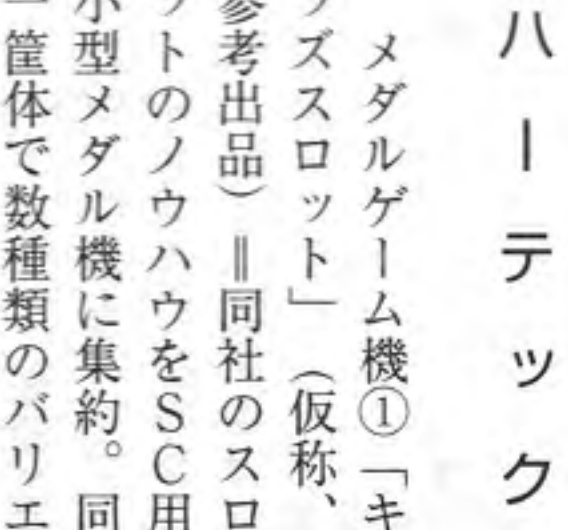 ハーテック
メダルゲーム機①「キ
ッズスロット」（仮称、
参考出品）＝同社のスロ
ットのノウハウをSC用
小型メダル機に集約。同
一筐体で数種類のバリエ